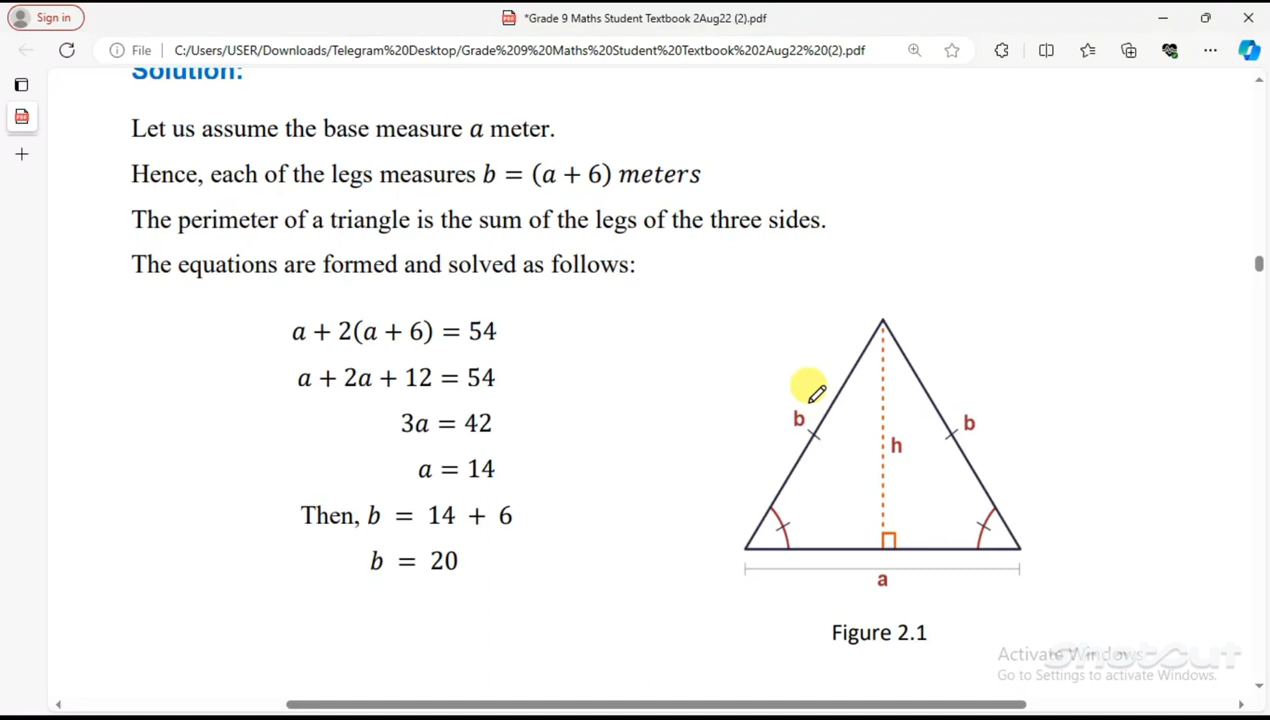 Sign in
*Grade 9 Maths Student Textbook 2Aug22 (2).pdf
File
C:/Users/USER/Downloads/Telegram%20Desktop/Grade%209%20Maths%20Student%20Textbook%202Aug22%20(2).pdf
Solution:
Let us assume the base measure a meter.
Hence, each of the legs measures b = (a + 6) meters
The perimeter of a triangle is the sum of the legs of the three sides.
The equations are formed and solved as follows:
a + 2(a + 6) = 54
a + 2a + 12 = 54
3a = 42
a = 14
Then, b = 14 + 6
b = 20
b
b
h
a
Figure 2.1
Activate Windows
Go to Settings to activate Windows.
Shotcut